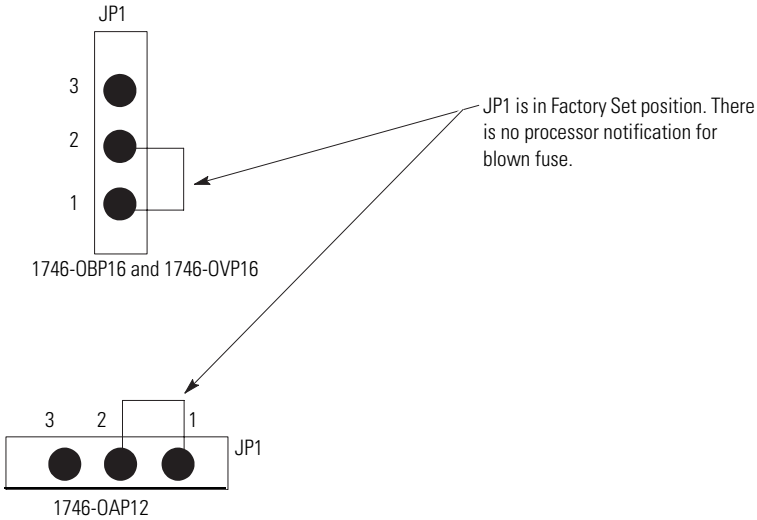 JP1
3
2
1
JP1 is in Factory Set position. There
is no processor notification for
blown fuse.
1746-OBP16 and 1746-OVP16
3 2 1
JP1
1746-OAP12